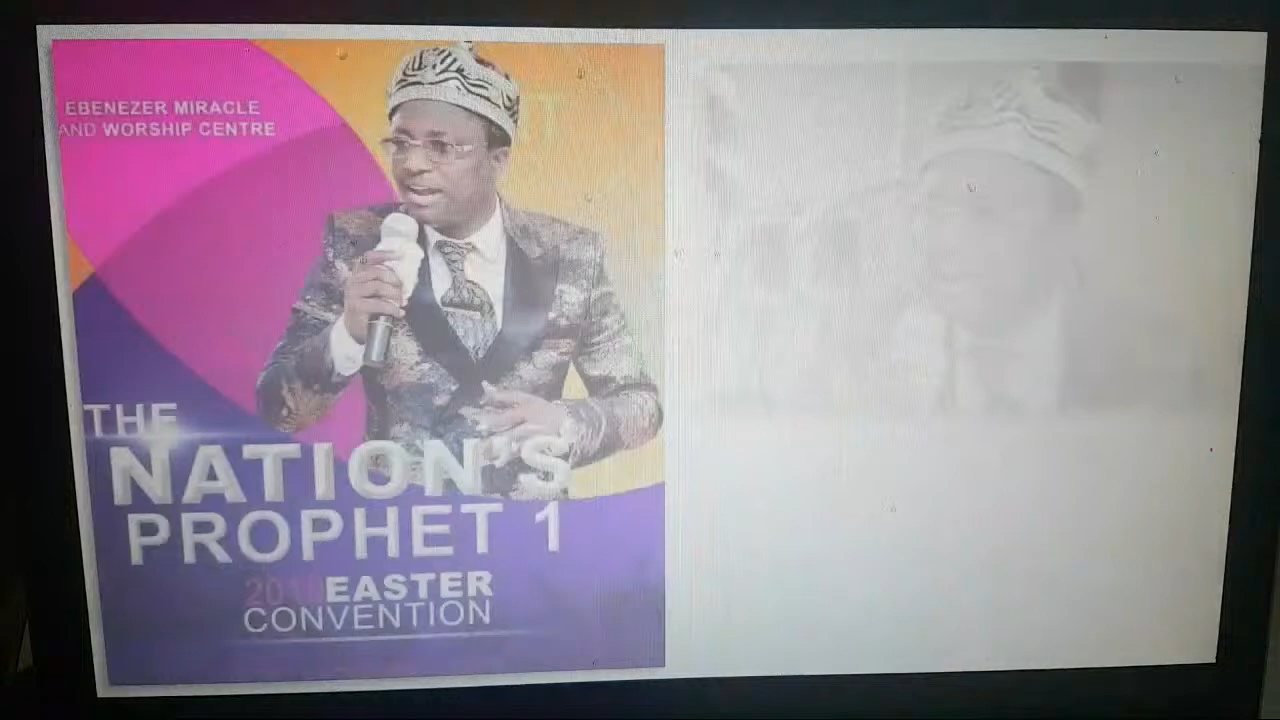 EBENEZER MIRACLE
AND WORSHIP CENTRE
THE
NATION'S
PROPHET 1
EASTER
CONVENTION